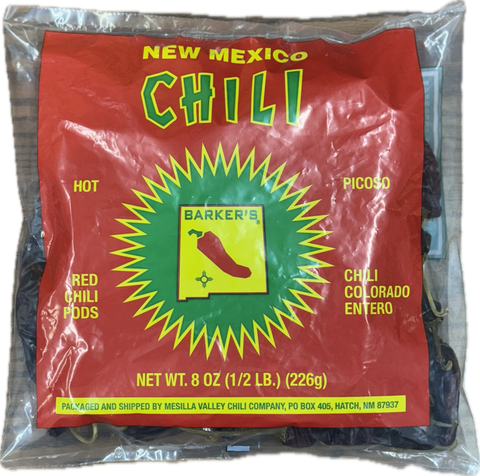 NEW MEXICO
CHILI
HOT
PICOSO
BARKER'S
RED
CHILI
PODS
CHILI
COLORADO
ENTERO
NET WT. 8 OZ (1/2 LB.) (226g)
PACKAGED AND SHIPPED BY MESILLA VALLEY CHILI COMPANY, PO BOX 405, HATCH, NM 87937